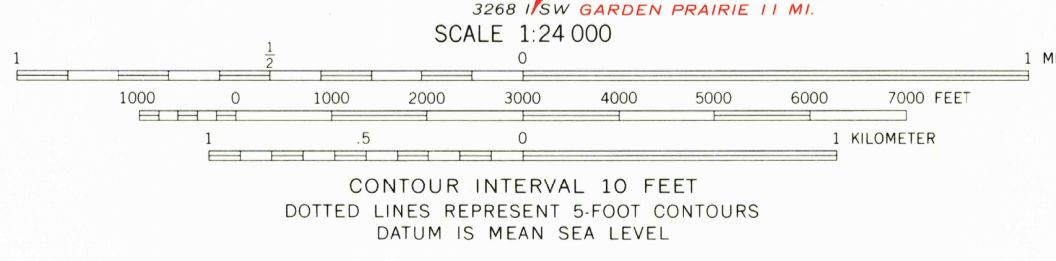 3268 I SW GARDEN PRAIRIE 11 MI.
SCALE 1:24 000
1 1/2 0 1
1000 0 1000 2000 3000 4000 5000 6000 7000 FEET
1 .5 0 1 KILOMETER
CONTOUR INTERVAL 10 FEET
DOTTED LINES REPRESENT 5-FOOT CONTOURS
DATUM IS MEAN SEA LEVEL